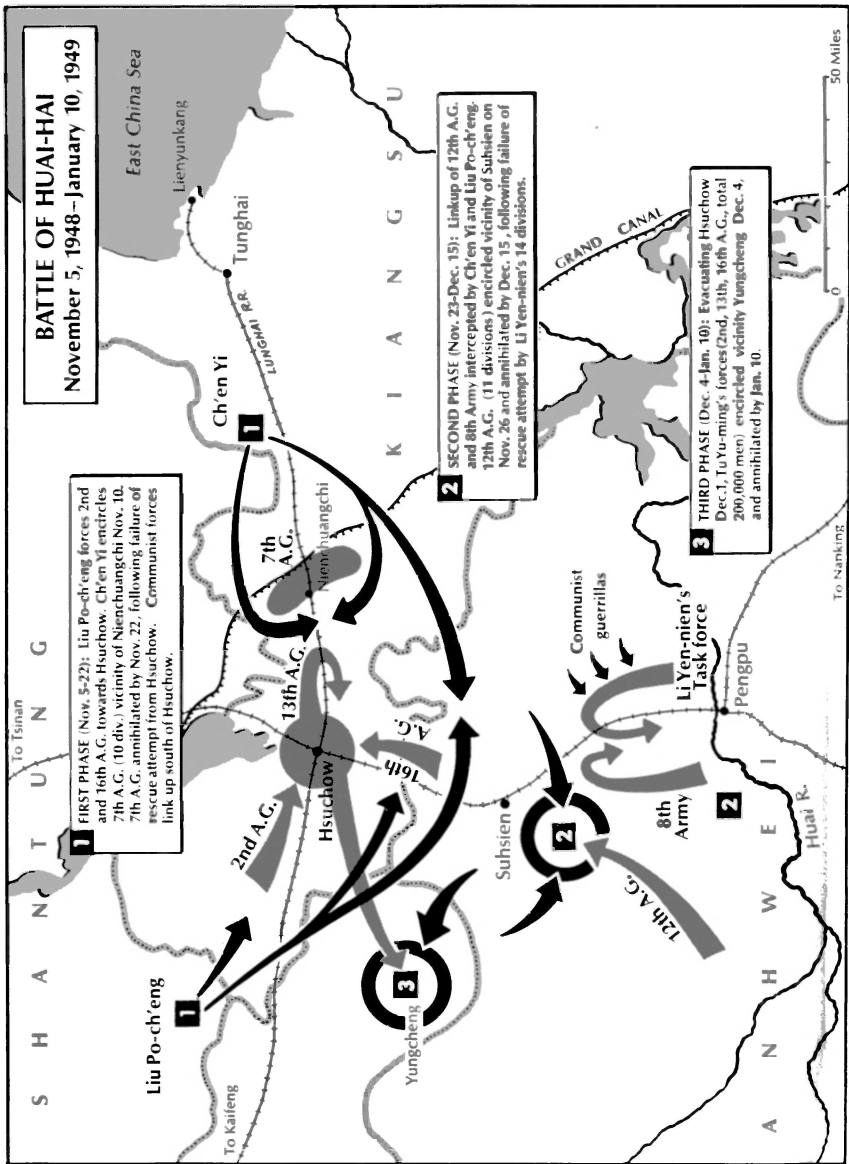 BATTLE OF HUAI-HAI
November 5, 1948–January 10, 1949
East China Sea
Lienyunkang
Tunghai
LUNGHAI R.R.
Ch'en Yi
1
K I A N G S U
S H A N T U N G
To Tsinan
1 FIRST PHASE (Nov. 5-22): Liu Po-ch'eng forces 2nd
and 16th A.G. towards Hsuchow. Ch'en Yi encircles
7th A.G. (10 div.) vicinity of Nienchuangchi Nov. 10.
7th A.G. annihilated by Nov. 22, following failure of
rescue attempt from Hsuchow. Communist forces
link up south of Hsuchow.
7th
A.G.
Nienchuangchi
13th A.G.
Hsuchow
2nd A.G.
16th
A.G.
Liu Po-ch'eng
1
To Kaifeng
2 SECOND PHASE (Nov. 23-Dec. 15): Linkup of 12th A.G.
and 8th Army intercepted by Ch'en Yi and Liu Po-ch'eng.
12th A.G. (11 divisions) encircled vicinity of Suhsien on
Nov. 26 and annihilated by Dec. 15, following failure of
rescue attempt by Li Yen-nien's 14 divisions.
GRAND CANAL
Yungcheng
3
Suhsien
2
12th A.G.
8th
Army
2
Communist
guerrillas
Li Yen-nien's
Task force
Pengpu
3 THIRD PHASE (Dec. 4-Jan. 10): Evacuating Hsuchow
Dec.1, Tu Yu-ming's forces (2nd, 13th, 16th A.G., total
200,000 men) encircled vicinity Yungcheng Dec. 4,
and annihilated by Jan. 10.
A N H W E I
Huai R.
To Nanking
0
50 Miles